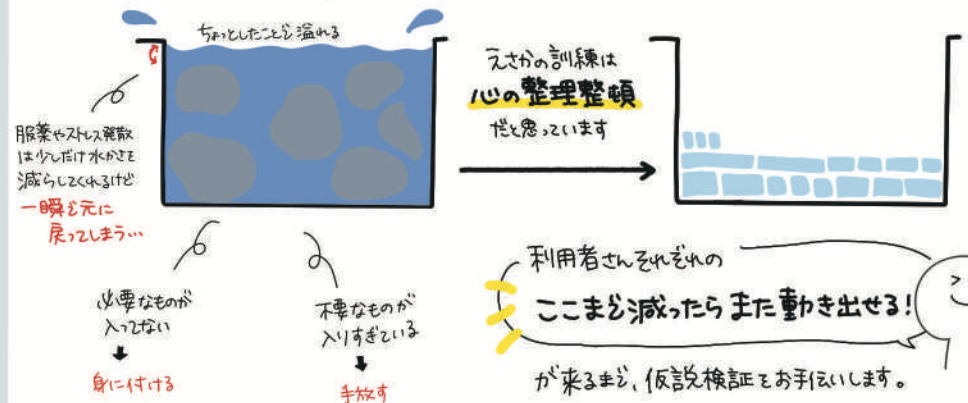 ちょっとしたことで溢れる
服薬やストレス発散
は少しだけ水かさを
減らしてくれるけど
一瞬で元に
戻ってしまう…
必要なものが
入ってない
身に付ける
不要なものが
入りすぎている
手放す
えさかの訓練は
心の整理整頓
だと思っています
利用者さんそれぞれの
ここまで減ったら また動き出せる!
が来るまで、仮説検証をお手伝いします。